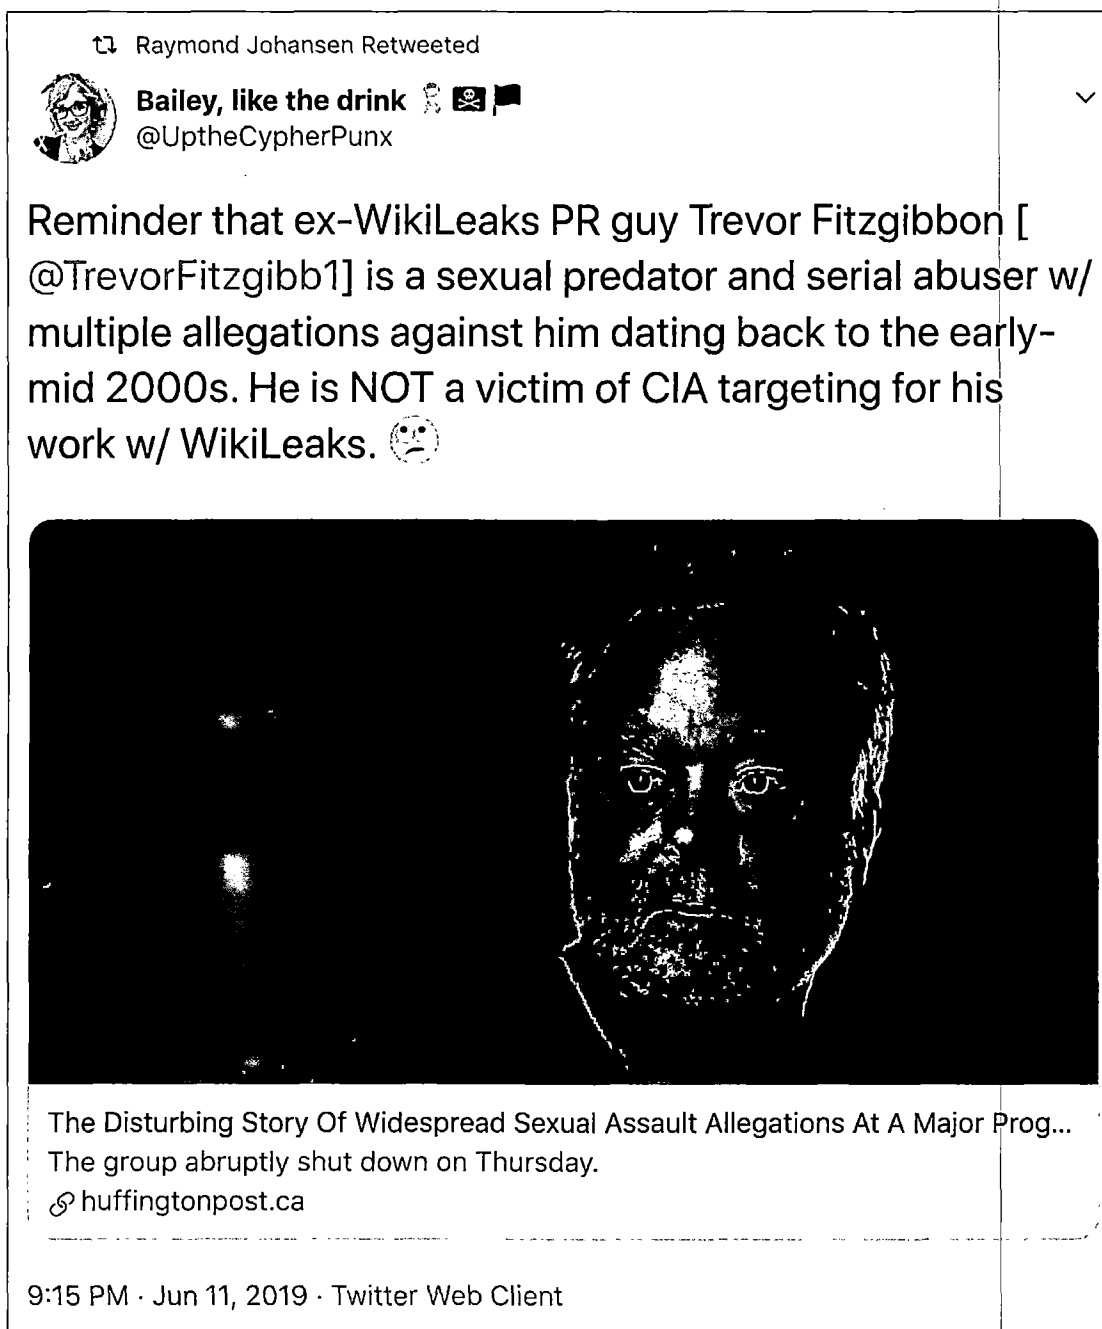 Raymond Johansen Retweeted
Bailey, like the drink
@UptheCypherPunx
Reminder that ex-WikiLeaks PR guy Trevor Fitzgibbon [
@TrevorFitzgibb1] is a sexual predator and serial abuser w/
multiple allegations against him dating back to the early-
mid 2000s. He is NOT a victim of CIA targeting for his
work w/ WikiLeaks.
The Disturbing Story Of Widespread Sexual Assault Allegations At A Major Prog...
The group abruptly shut down on Thursday.
huffingtonpost.ca
9:15 PM · Jun 11, 2019 · Twitter Web Client